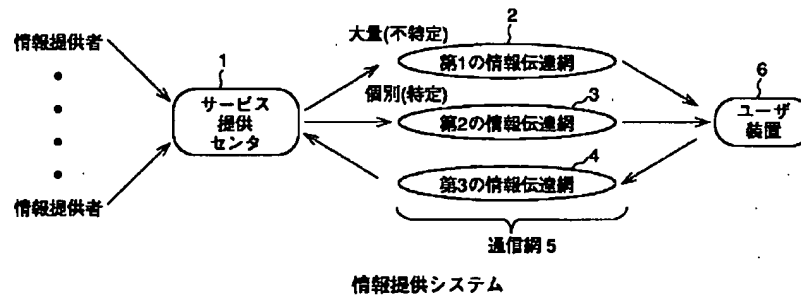 情報提供者
情報提供者
1
サービス
提供
センタ
大量(不特定)
2
第1の情報伝達網
個別(特定)
3
第2の情報伝達網
4
第3の情報伝達網
通信網 5
6
ユーザ
装置
情報提供システム